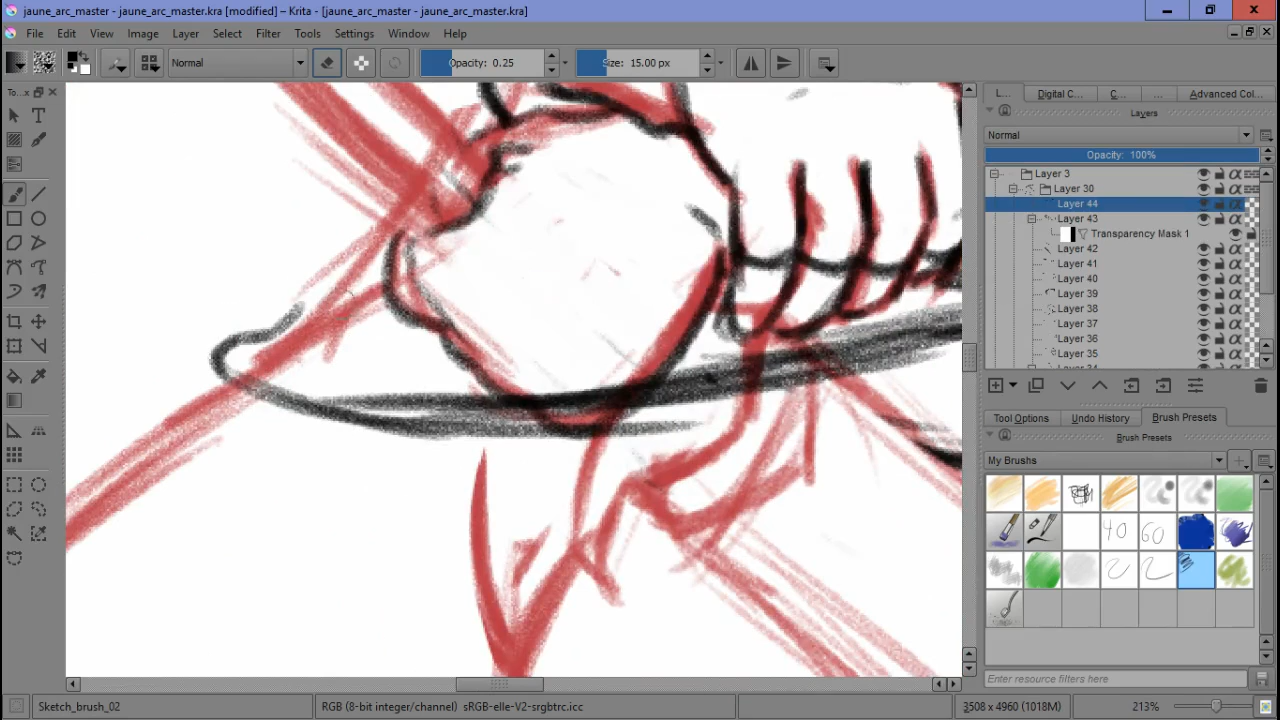 jaune_arc_master - jaune_arc_master.kra [modified] – Krita - [jaune_arc_master - jaune_arc_master.kra]
File Edit View Image Layer Select Filter Tools Settings Window Help
Normal
Opacity: 0.25
Size: 15.00 px
To...
L...
Digital C...
C...
...
Advanced Col...
Layers
Normal
Opacity: 100%
Layer 3
Layer 30
Layer 44
Layer 43
Transparency Mask 1
Layer 42
Layer 41
Layer 40
Layer 39
Layer 38
Layer 37
Layer 36
Layer 35
Tool Options
Undo History
Brush Presets
Brush Presets
My Brushes
40
60
Enter resource filters here
Sketch_brush_02
RGB (8-bit integer/channel) sRGB-elle-V2-srgbtrc.icc
3508 x 4960 (1018M)
213%